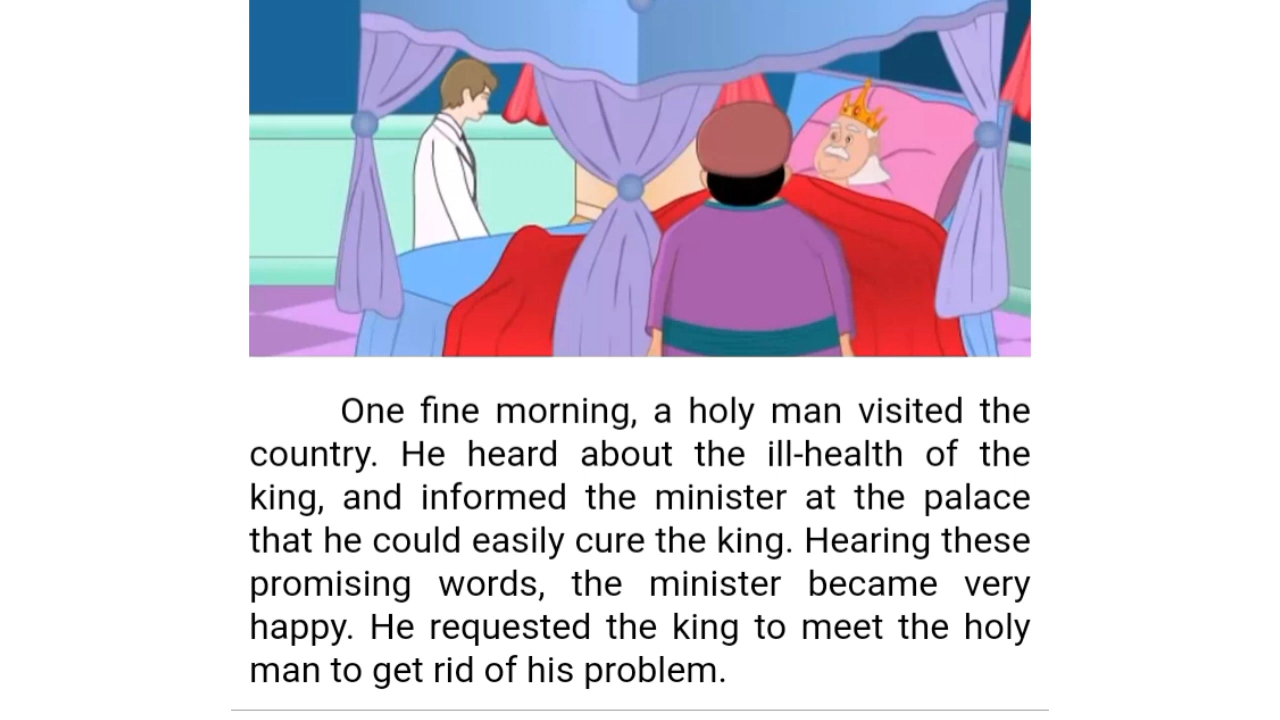 One fine morning, a holy man visited the
country. He heard about the ill-health of the
king, and informed the minister at the palace
that he could easily cure the king. Hearing these
promising words, the minister became very
happy. He requested the king to meet the holy
man to get rid of his problem.